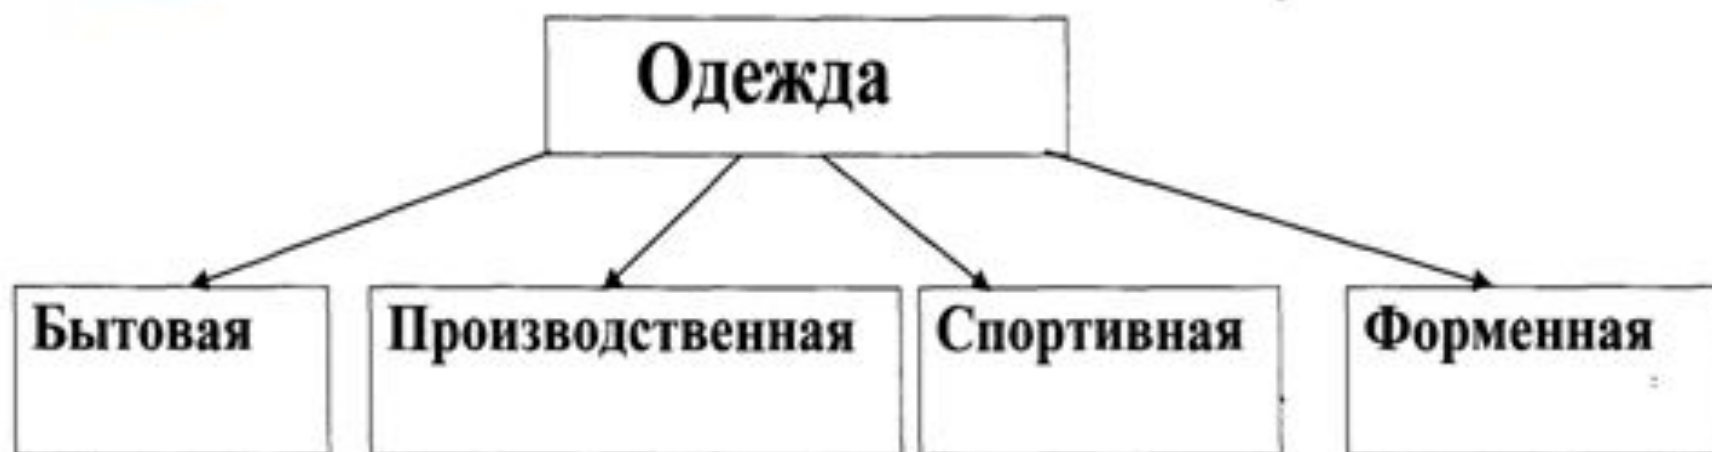 Одежда
Бытовая
Производственная
Спортивная
Форменная